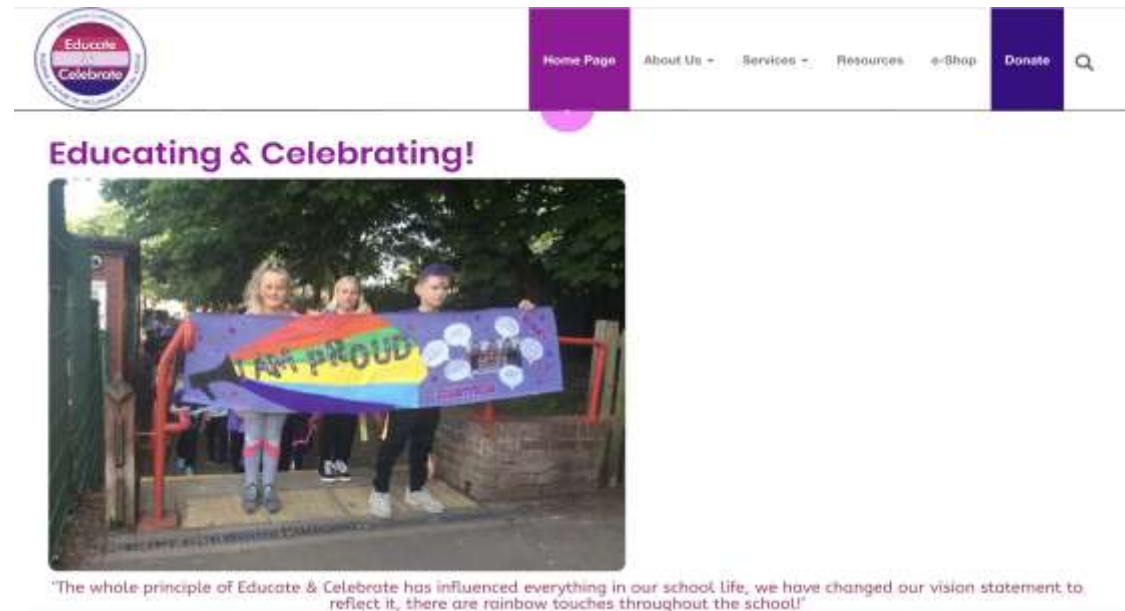 Educate
&
Celebrate
Home Page
About Us
Services
Resources
e-Shop
Donate
Educating & Celebrating!
I AM PROUD
"The whole principle of Educate & Celebrate has influenced everything in our school life, we have changed our vision statement to
reflect it, there are rainbow touches throughout the school!"